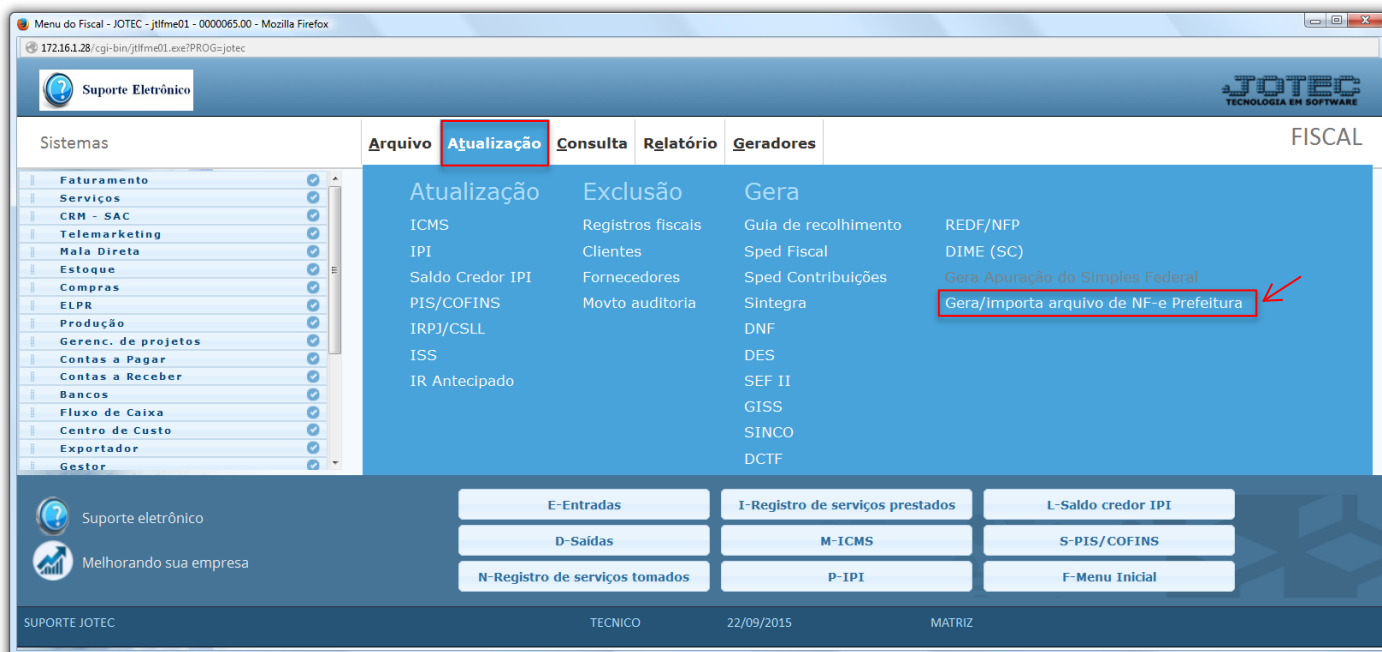 Menu do Fiscal - JOTEC - jtlfme01 - 0000065.00 - Mozilla Firefox
172.16.1.28/cgi-bin/jtlfme01.exe?PROG=jotec
Suporte Eletrônico
JOTEC
TECNOLOGIA EM SOFTWARE
Sistemas
Arquivo Atualização Consulta Relatório Geradores
FISCAL
Faturamento
Serviços
CRM - SAC
Telemarketing
Mala Direta
Estoque
Compras
ELPR
Produção
Gerenc. de projetos
Contas a Pagar
Contas a Receber
Bancos
Fluxo de Caixa
Centro de Custo
Exportador
Gestor
Atualização
ICMS
IPI
Saldo Credor IPI
PIS/COFINS
IRPJ/CSLL
ISS
IR Antecipado
Exclusão
Registros fiscais
Clientes
Fornecedores
Movto auditoria
Gera
Guia de recolhimento
Sped Fiscal
Sped Contribuições
Sintegra
DNF
DES
SEF II
GISS
SINCO
DCTF
REDF/NFP
DIME (SC)
Gera Apuração do Simples Federal
Gera/importa arquivo de NF-e Prefeitura
Suporte eletrônico
Melhorando sua empresa
E-Entradas I-Registro de serviços prestados L-Saldo credor IPI
D-Saídas M-ICMS S-PIS/COFINS
N-Registro de serviços tomados P-IPI F-Menu Inicial
SUPORTE JOTEC TECNICO 22/09/2015 MATRIZ